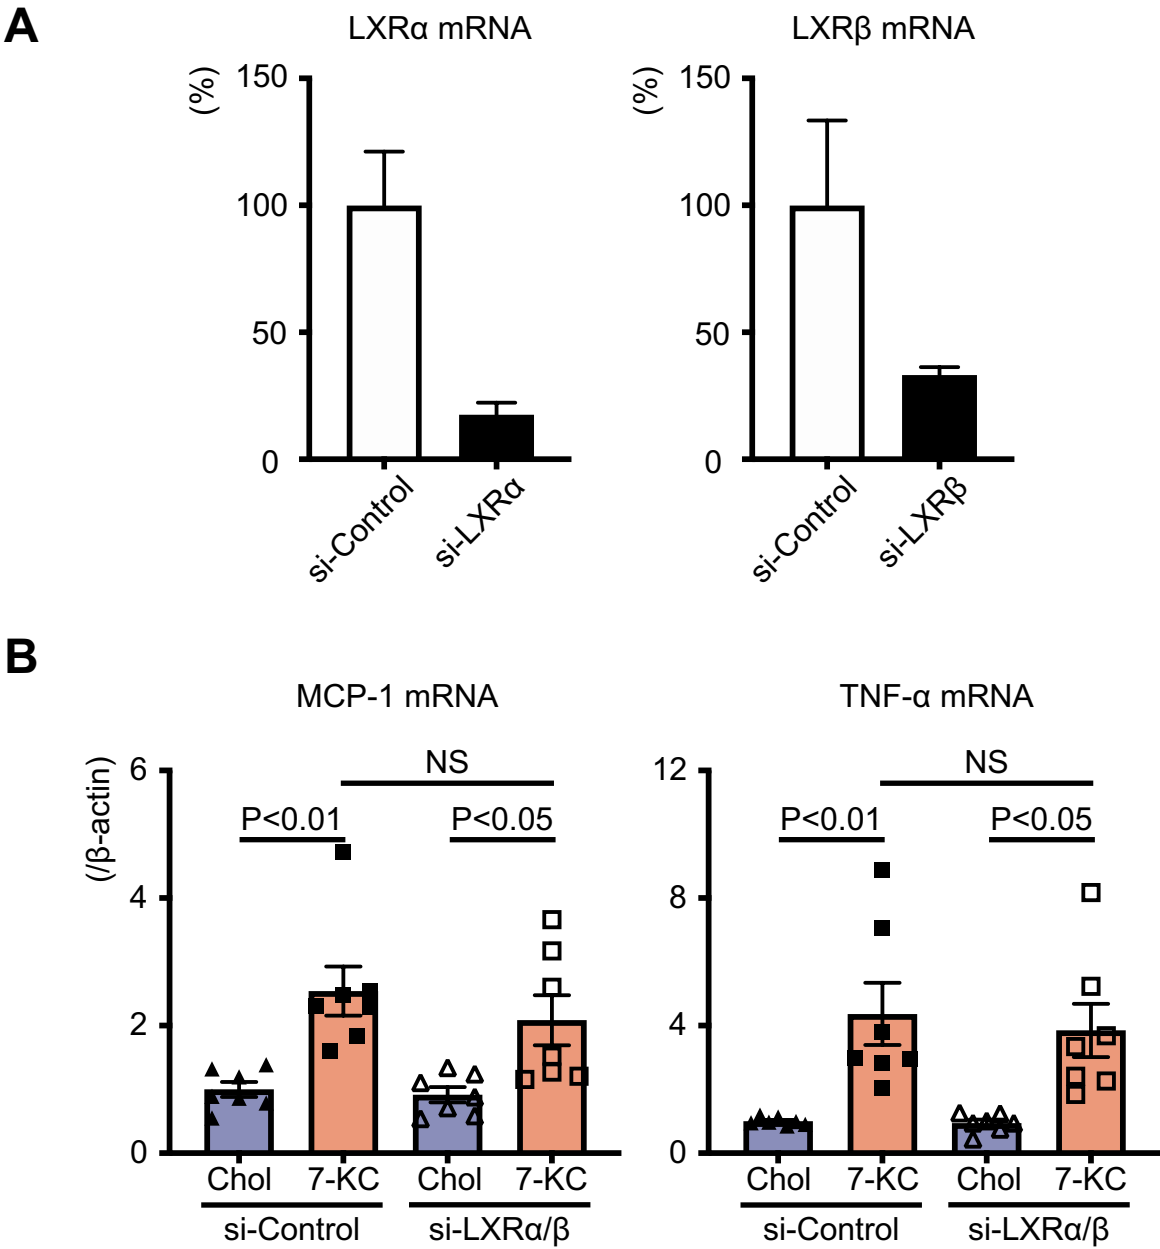 A
LXRα mRNA
LXRβ mRNA
(%)
150
100
50
0
si-Control
si-LXRα
(%)
150
100
50
0
si-Control
si-LXRβ
B
MCP-1 mRNA
TNF-α mRNA
(/β-actin)
6
4
2
0
NS
P<0.01
P<0.05
Chol
7-KC
Chol
7-KC
si-Control
si-LXRα/β
12
8
4
0
NS
P<0.01
P<0.05
Chol
7-KC
Chol
7-KC
si-Control
si-LXRα/β